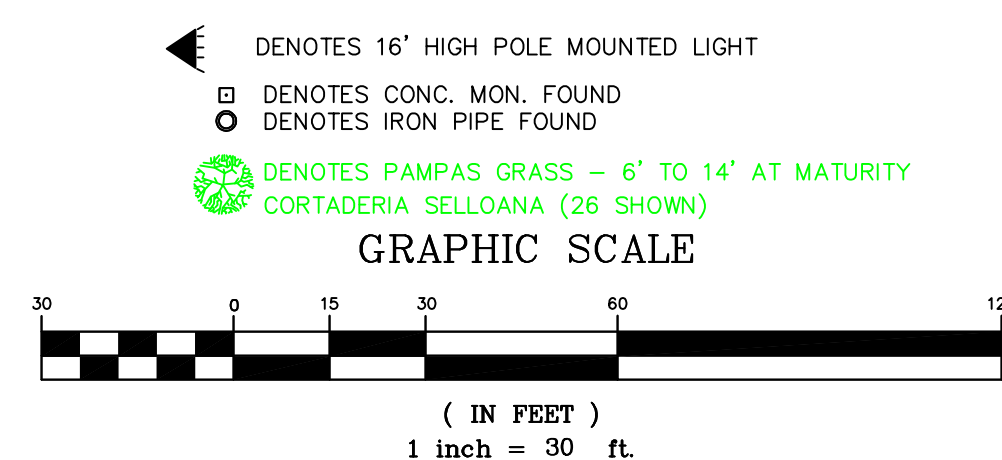 DENOTES 16' HIGH POLE MOUNTED LIGHT
DENOTES CONC. MON. FOUND
DENOTES IRON PIPE FOUND
DENOTES PAMPAS GRASS – 6' TO 14' AT MATURITY
CORTADERIA SELLOANA (26 SHOWN)
GRAPHIC SCALE
30 0 15 30 60
( IN FEET )
1 inch = 30 ft.